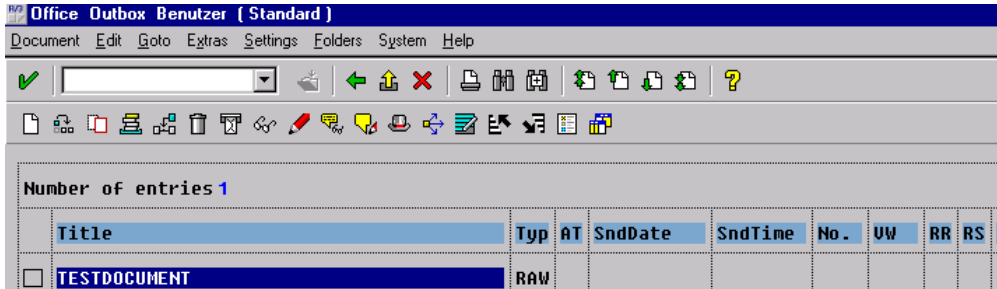 R/3 Office Outbox Benutzer ( Standard )
Document Edit Goto Extras Settings Folders System Help
Number of entries 1
Title Typ AT SndDate SndTime No. VW RR RS
TESTDOCUMENT RAW